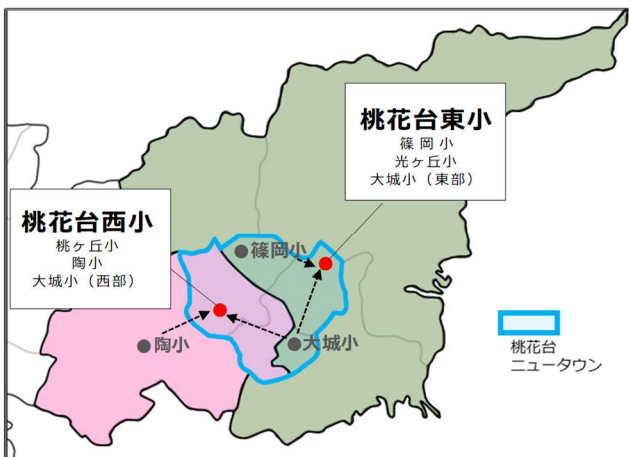 桃花台東小
篠岡小
光ヶ丘小
大城小（東部）
桃花台西小
桃ヶ丘小
陶小
大城小（西部）
篠岡小
陶小
大城小
桃花台
ニュータウン